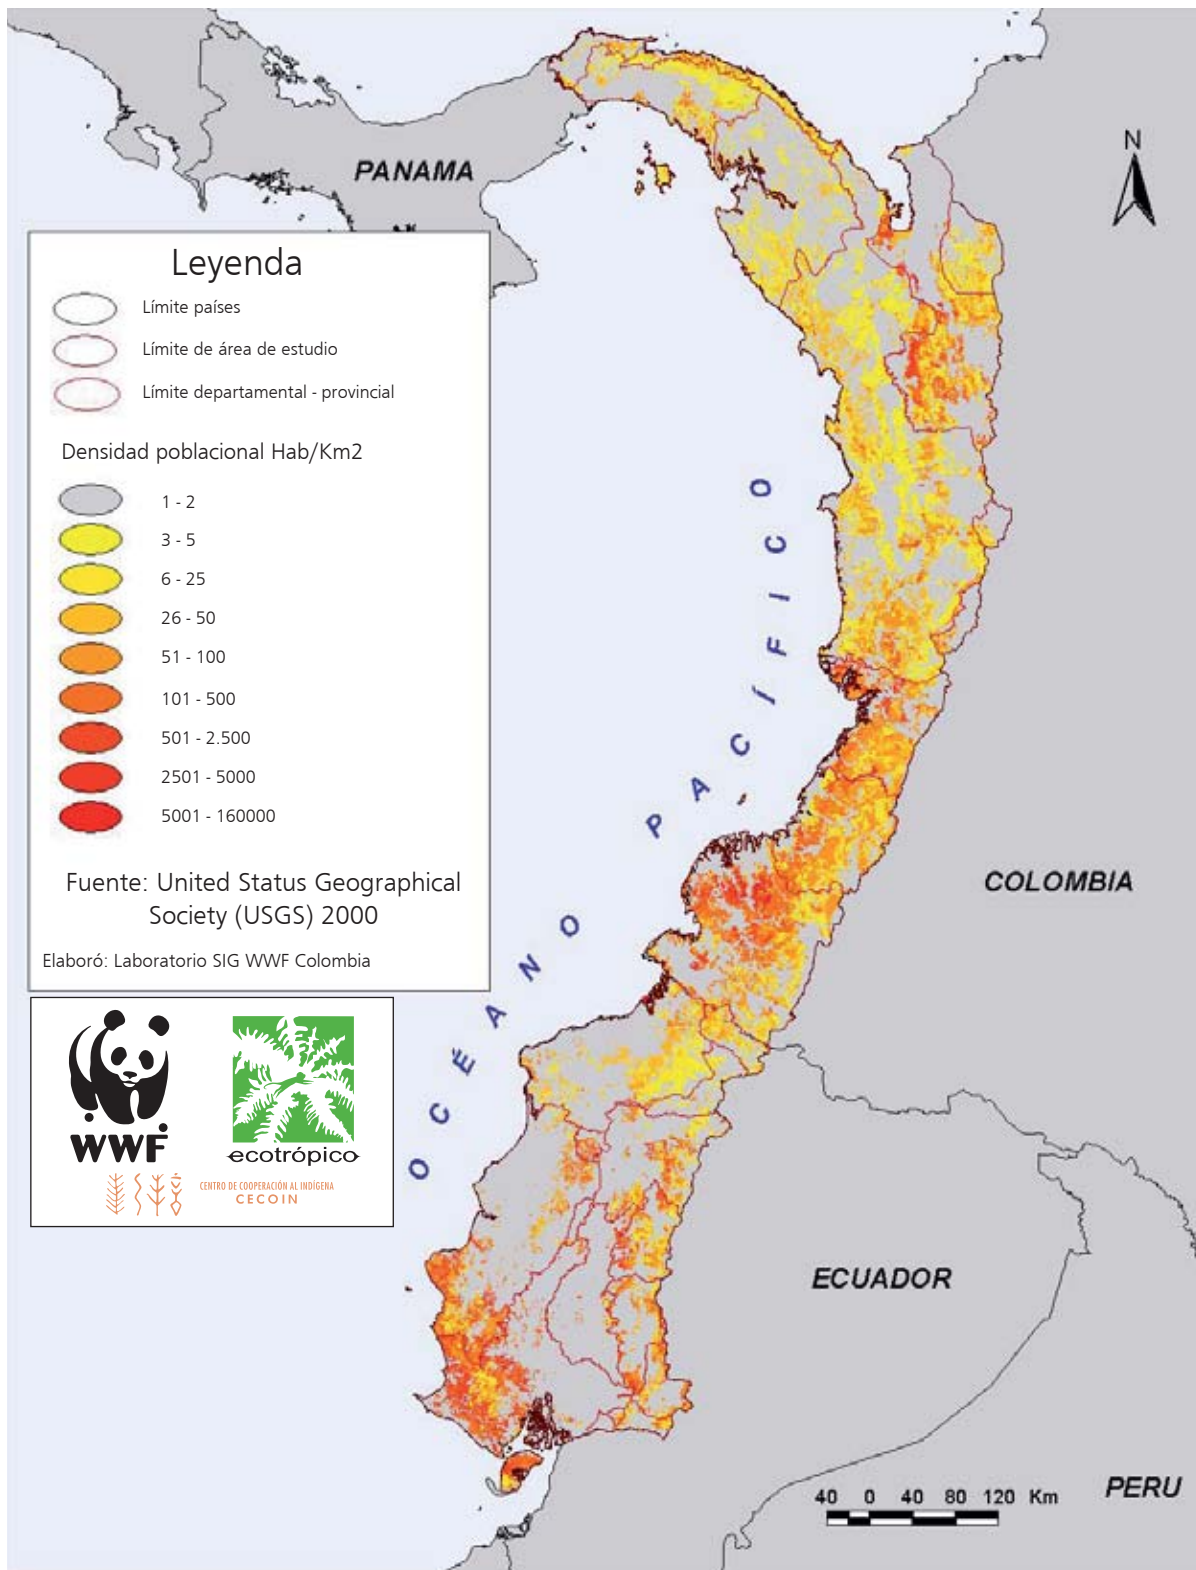 PANAMA
N
Leyenda
Límite países
Límite de área de estudio
Límite departamental - provincial
Densidad poblacional Hab/Km2
1 - 2
3 - 5
6 - 25
26 - 50
51 - 100
101 - 500
501 - 2.500
2501 - 5000
5001 - 160000
Fuente: United Status Geographical
Society (USGS) 2000
Elaboró: Laboratorio SIG WWF Colombia
OCÉANO PACÍFICO
COLOMBIA
WWF
ecotrópico
CENTRO DE COOPERACIÓN AL INDÍGENA
CECOIN
ECUADOR
PERU
40 0 40 80 120 Km